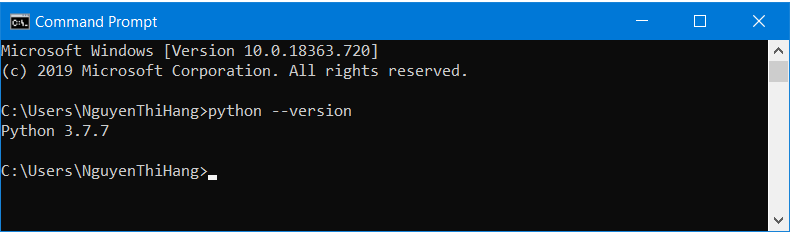 Command Prompt
Microsoft Windows [Version 10.0.18363.720]
(c) 2019 Microsoft Corporation. All rights reserved.
C:\Users\NguyenThiHang>python --version
Python 3.7.7
C:\Users\NguyenThiHang>